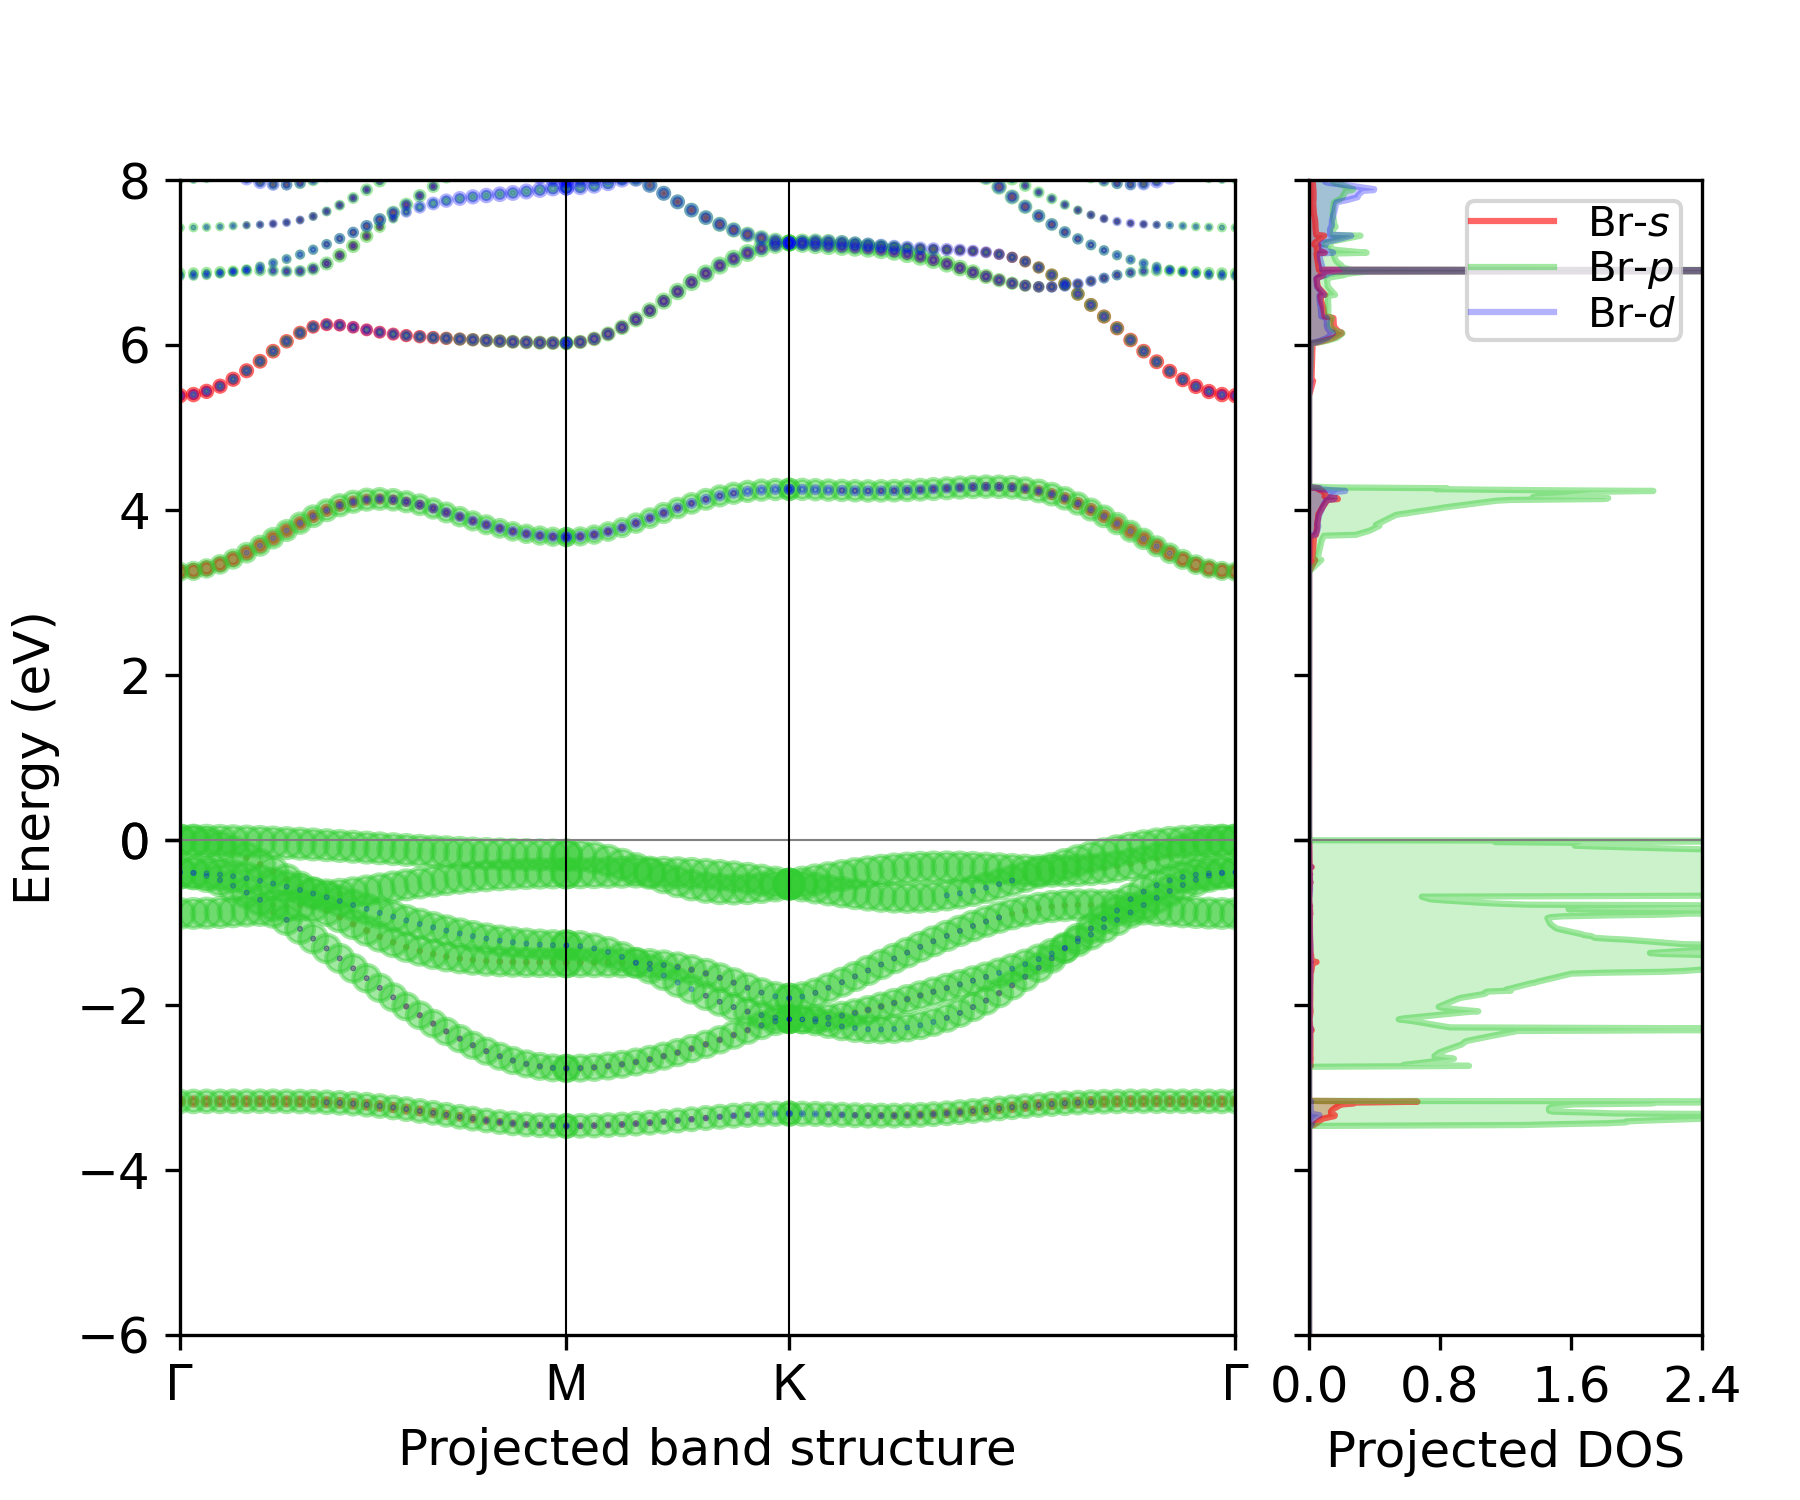 8
6
4
2
0
−2
−4
−6
Energy (eV)
Γ M K Γ
Projected band structure
Br-s
Br-p
Br-d
0.0 0.8 1.6 2.4
Projected DOS